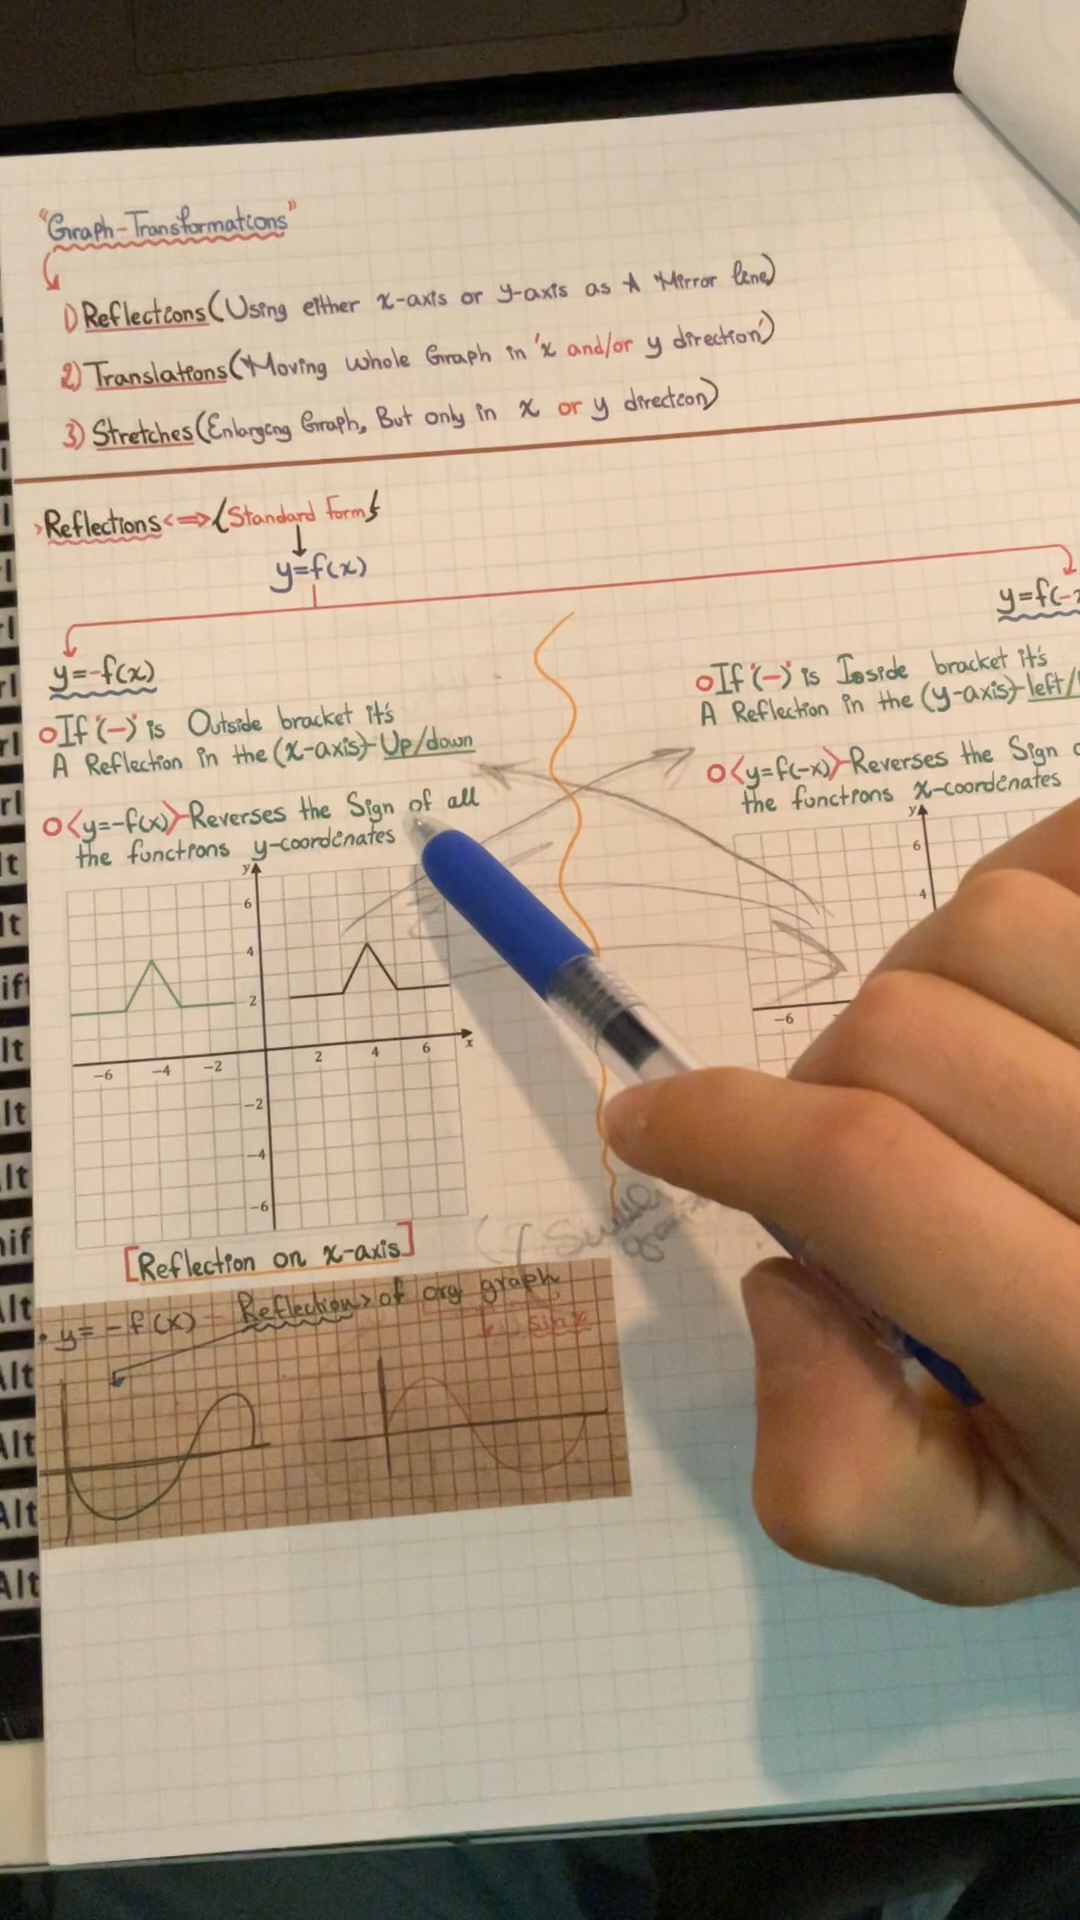 "Graph-Transformations"
1) Reflections (Using either x-axis or y-axis as A Mirror line)
2) Translations (Moving whole Graph in 'x and/or y direction')
3) Stretches (Enlarging Graph, But only in x or y direction)
>Reflections <=> {Standard form}
y=f(x)
y=-f(x)
O If '(-)' is Outside bracket it's
A Reflection in the (x-axis)-Up/down
O <y=-f(x)>-Reverses the Sign of all
the functions y-coordinates
y
6
4
2
-6 -4 -2 2 4 6 x
-2
-4
-6
[Reflection on x-axis]
• y= -f(x) - Reflection> of org graph
sin x
y=f(-
O If '(-)' is Inside bracket it's
A Reflection in the (y-axis)-left/
O <y=f(-x)>-Reverses the Sign
the functions x-coordinates
y
6
4
-6